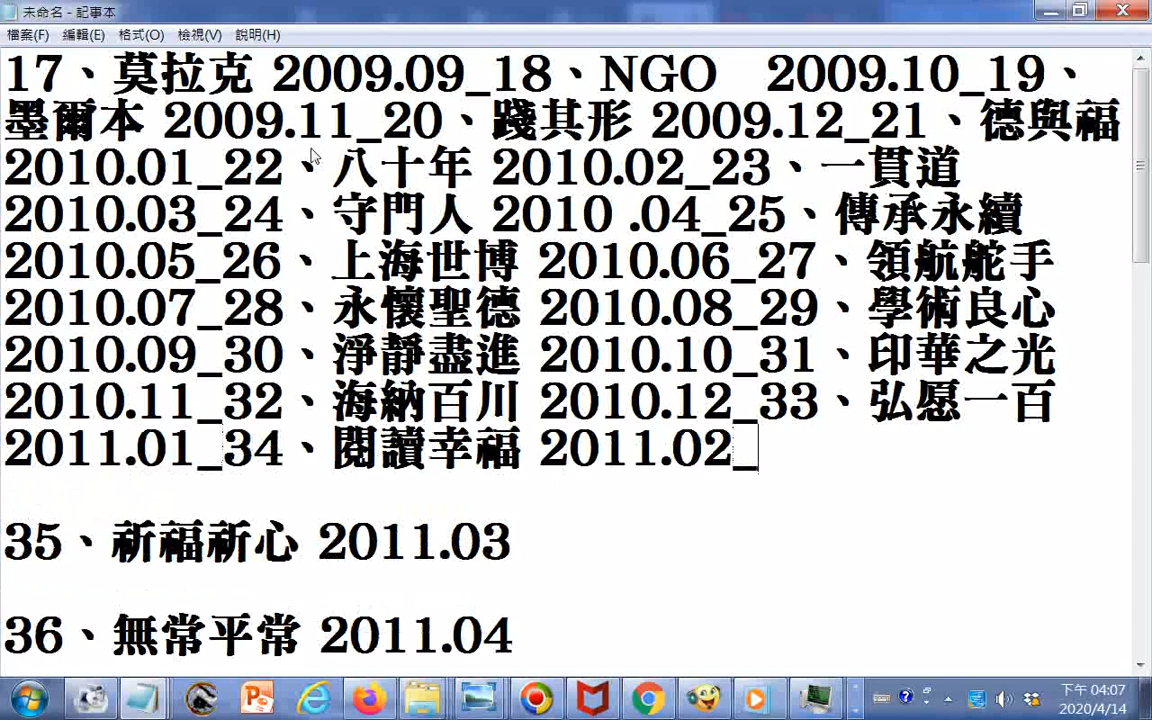 未命名 - 記事本
檔案(F) 編輯(E) 格式(O) 檢視(V) 說明(H)
17、莫拉克 2009.09_18、NGO 2009.10_19、
墨爾本 2009.11_20、踐其形 2009.12_21、德與福
2010.01_22、八十年 2010.02_23、一貫道
2010.03_24、守門人 2010 .04_25、傳承永續
2010.05_26、上海世博 2010.06_27、領航舵手
2010.07_28、永懷聖德 2010.08_29、學術良心
2010.09_30、淨靜盡進 2010.10_31、印華之光
2010.11_32、海納百川 2010.12_33、弘愿一百
2011.01_34、閱讀幸福 2011.02_
35、祈福祈心 2011.03
36、無常平常 2011.04
下午 04:07
2020/4/14